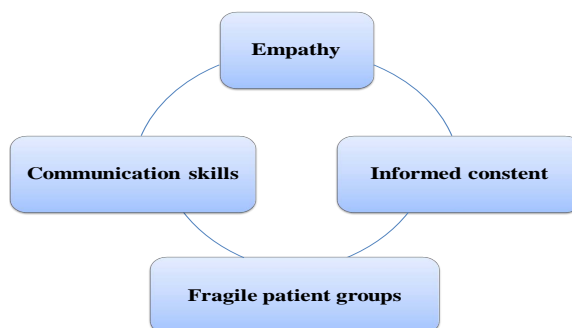 Empathy
Communication skills
Informed constent
Fragile patient groups